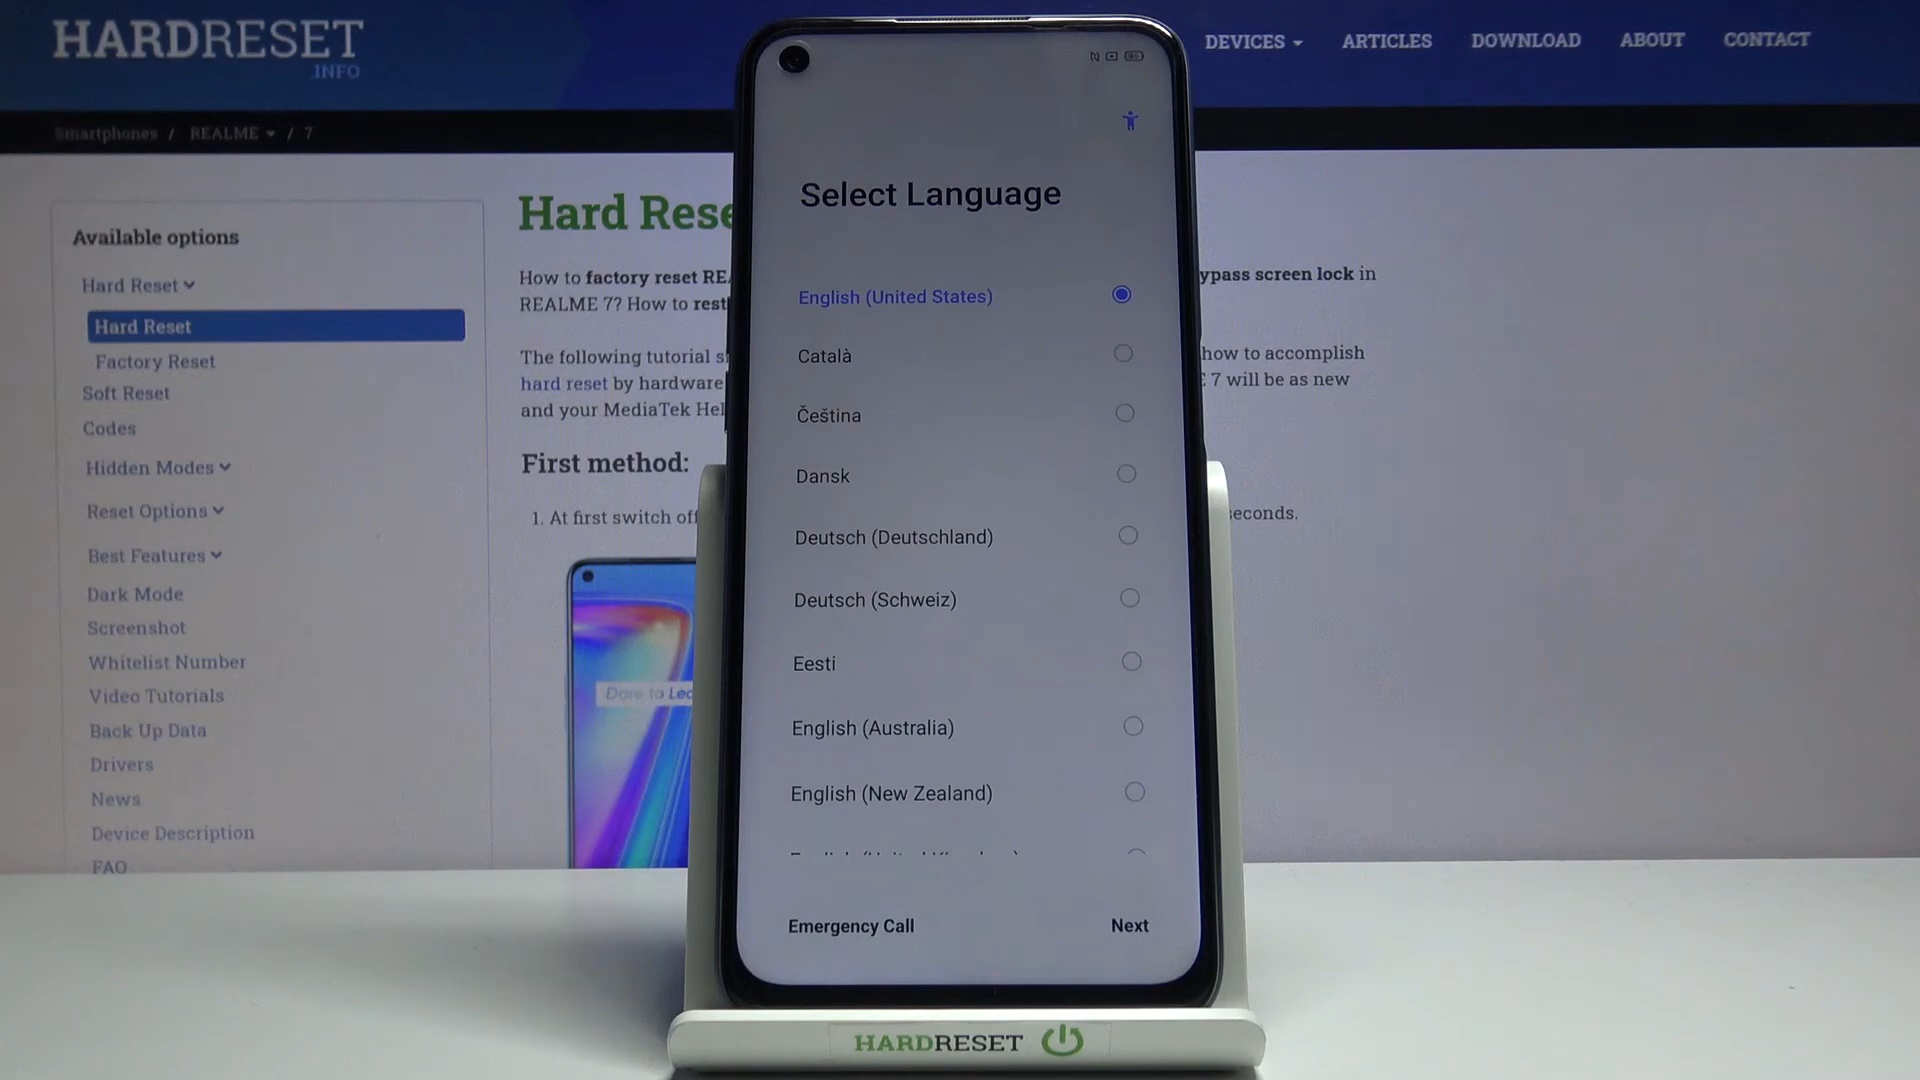 HARDRESET
.INFO
DEVICES
ARTICLES
DOWNLOAD
ABOUT
CONTACT
Smartphones / REALME / 7
Available options
Hard Reset
Hard Reset
Factory Reset
Soft Reset
Codes
Hidden Modes
Reset Options
Best Features
Dark Mode
Screenshot
Whitelist Number
Video Tutorials
Back Up Data
Drivers
News
Device Description
FAQ
Hard Rese
How to factory reset RE
ypass screen lock in
REALME 7? How to rest
The following tutorial s
how to accomplish
hard reset by hardware
7 will be as new
and your MediaTek Hel
First method:
1. At first switch off
seconds.
Dare to Lea
Select Language
English (United States)
Català
Čeština
Dansk
Deutsch (Deutschland)
Deutsch (Schweiz)
Eesti
English (Australia)
English (New Zealand)
Emergency Call
Next
HARDRESET